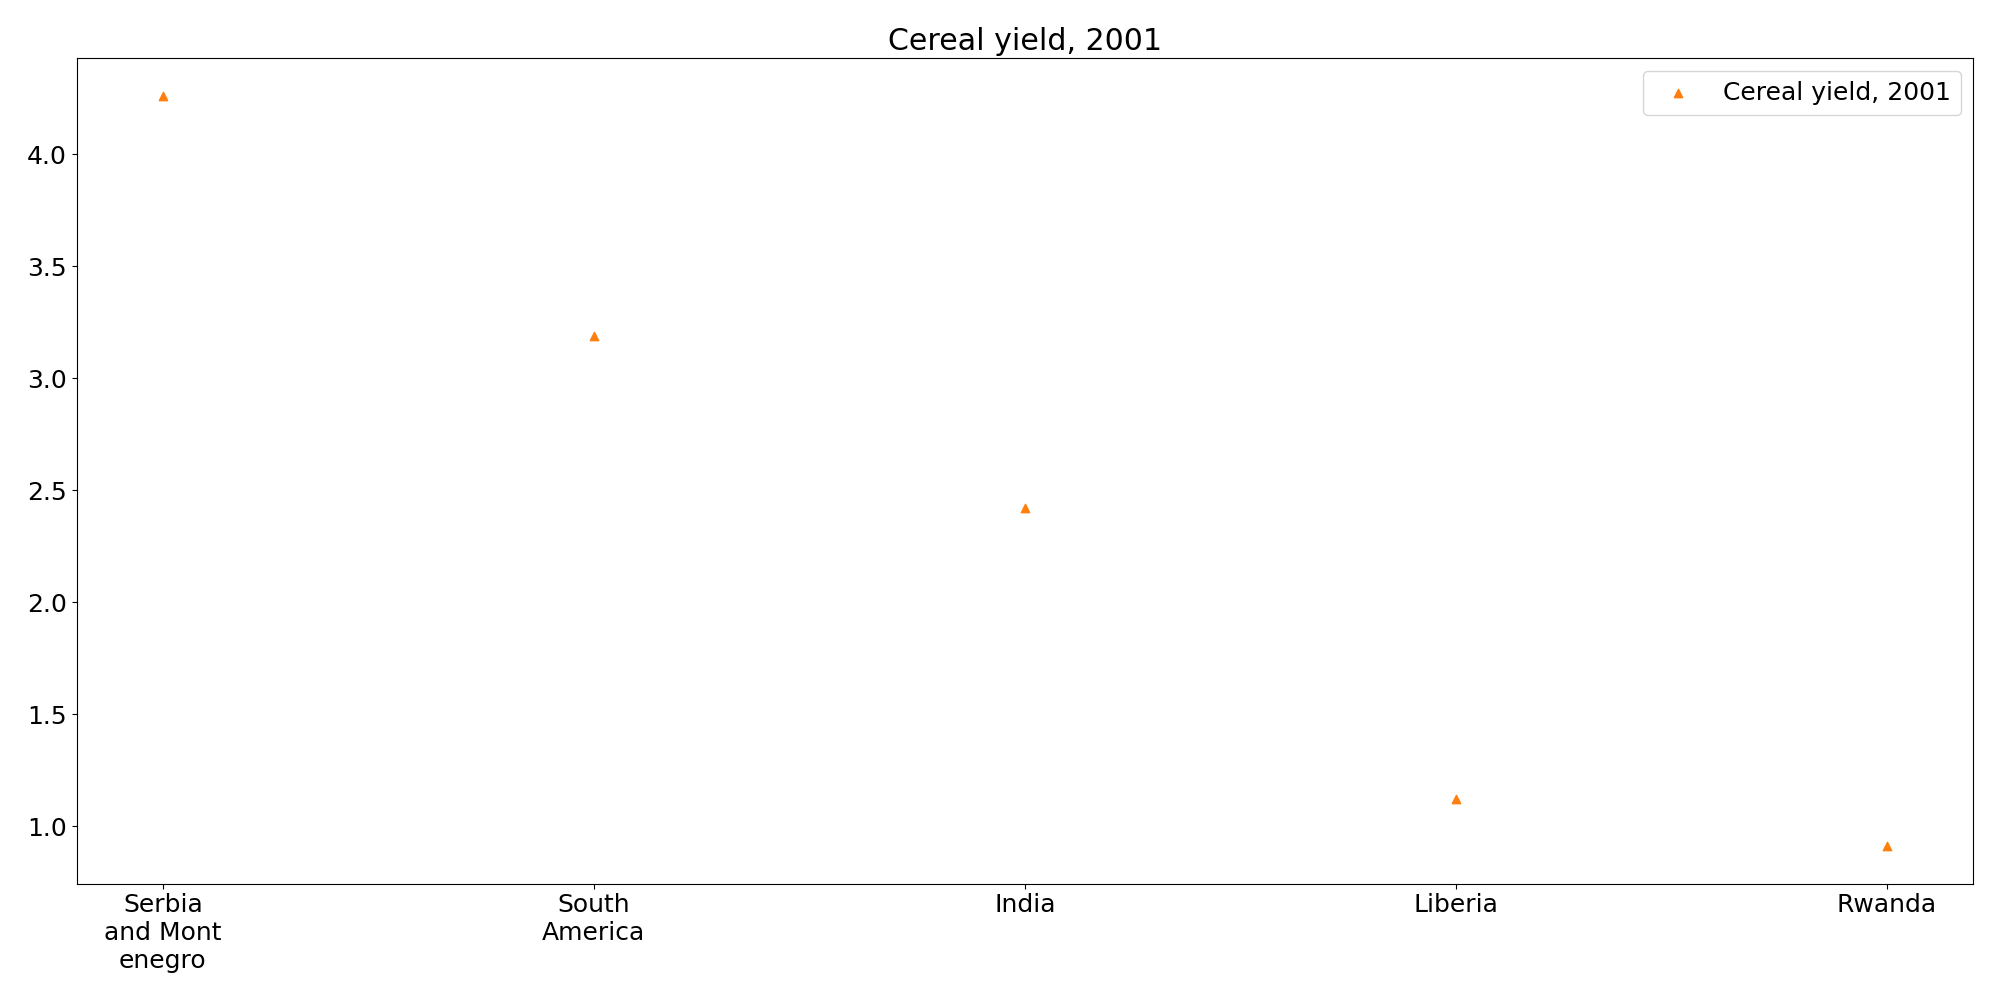 Cereal yield, 2001
Cereal yield, 2001
4.0
3.5
3.0
2.5
2.0
1.5
1.0
Serbia
and Mont
enegro
South
America
India
Liberia
Rwanda